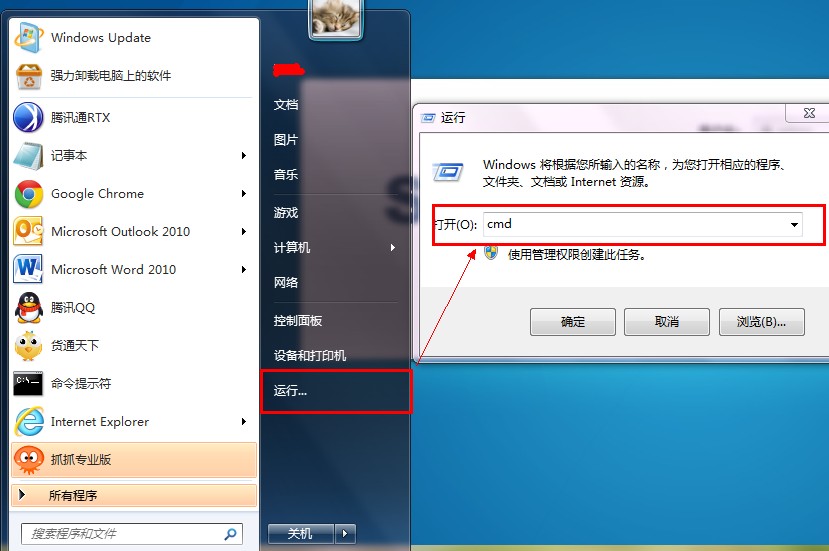 Windows Update
强力卸载电脑上的软件
腾讯通RTX
记事本
Google Chrome
Microsoft Outlook 2010
Microsoft Word 2010
腾讯QQ
货通天下
C:\
命令提示符
Internet Explorer
抓抓专业版
所有程序
搜索程序和文件
文档
图片
音乐
游戏
计算机
网络
控制面板
设备和打印机
运行...
关机
运行
Windows 将根据您所输入的名称，为您打开相应的程序、
文件夹、文档或 Internet 资源。
打开(O):
cmd
使用管理权限创建此任务。
确定
取消
浏览(B)...